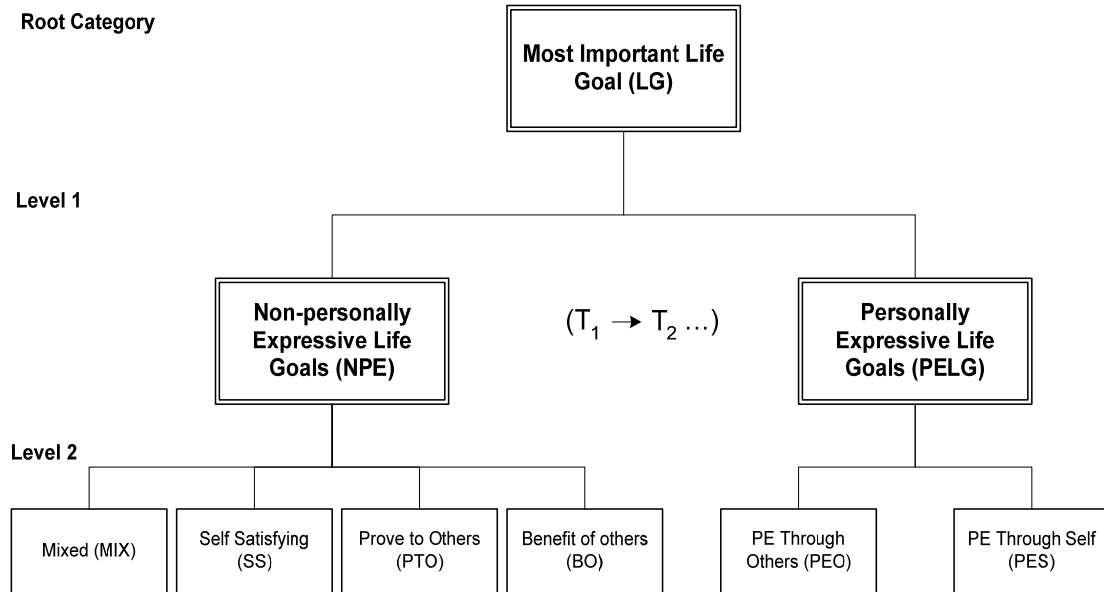 Root Category
Most Important Life
Goal (LG)
Level 1
Non-personally
Expressive Life
Goals (NPE)
(T1 → T2 ...)
Personally
Expressive Life
Goals (PELG)
Level 2
Mixed (MIX)
Self Satisfying
(SS)
Prove to Others
(PTO)
Benefit of others
(BO)
PE Through
Others (PEO)
PE Through Self
(PES)